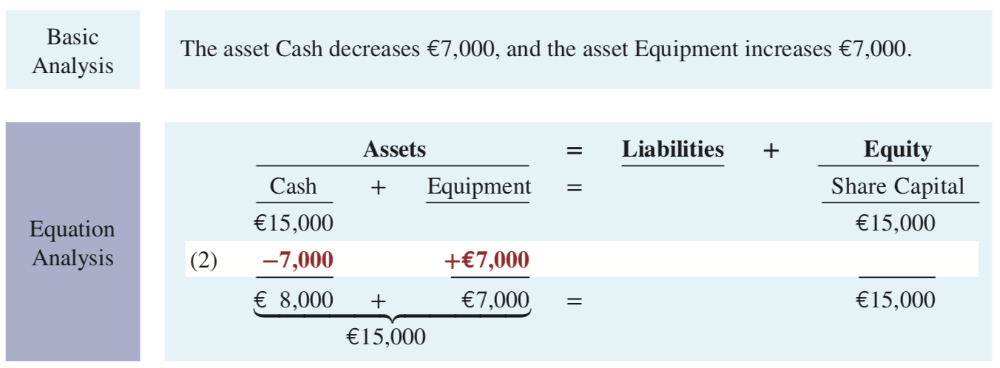 Basic
Analysis
The asset Cash decreases €7,000, and the asset Equipment increases €7,000.
Equation
Analysis
Assets = Liabilities + Equity
Cash + Equipment = Share Capital
€15,000 €15,000
(2) −7,000 +€7,000
€ 8,000 + €7,000 = €15,000
€15,000